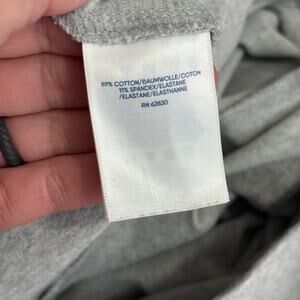 89% COTTON/BAUMWOLLE/COTON
11% SPANDEX/ELASTANE
/ELASTANE/ELASTHANNE
RN 62830